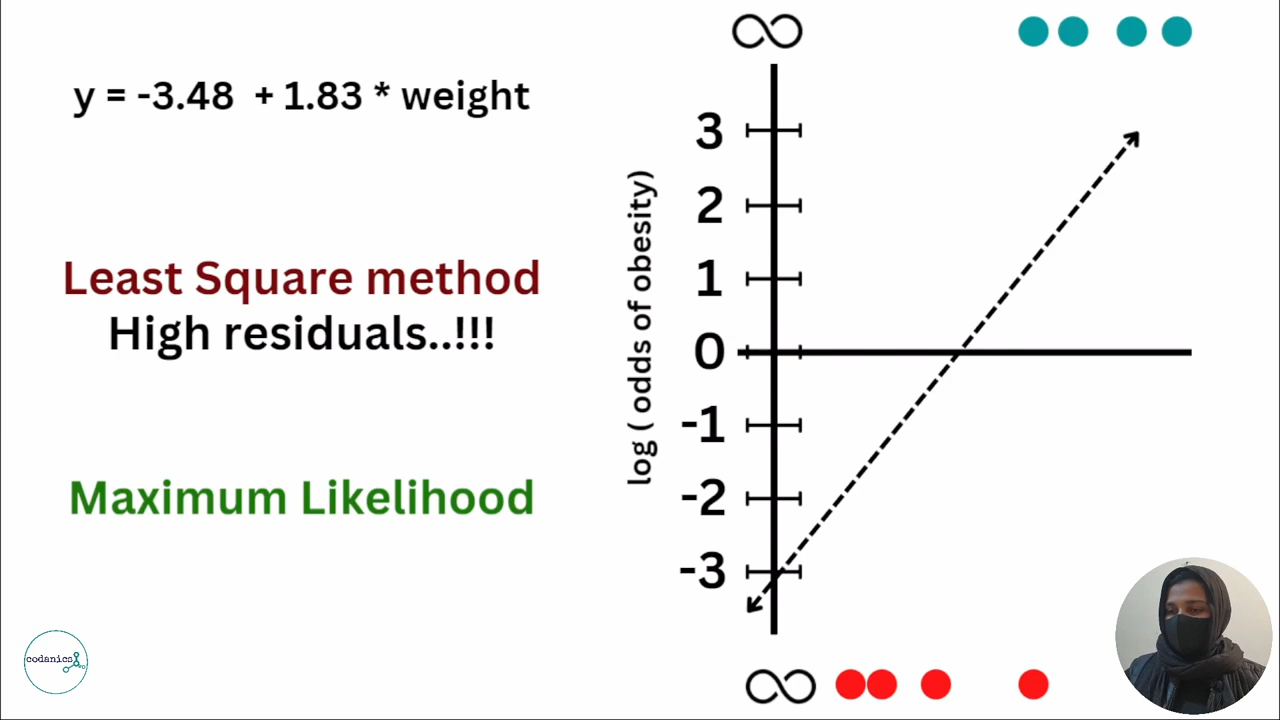 y = -3.48 + 1.83 * weight
Least Square method
High residuals..!!!
Maximum Likelihood
codanics
∞
3
2
1
0
-1
-2
-3
∞
log ( odds of obesity)